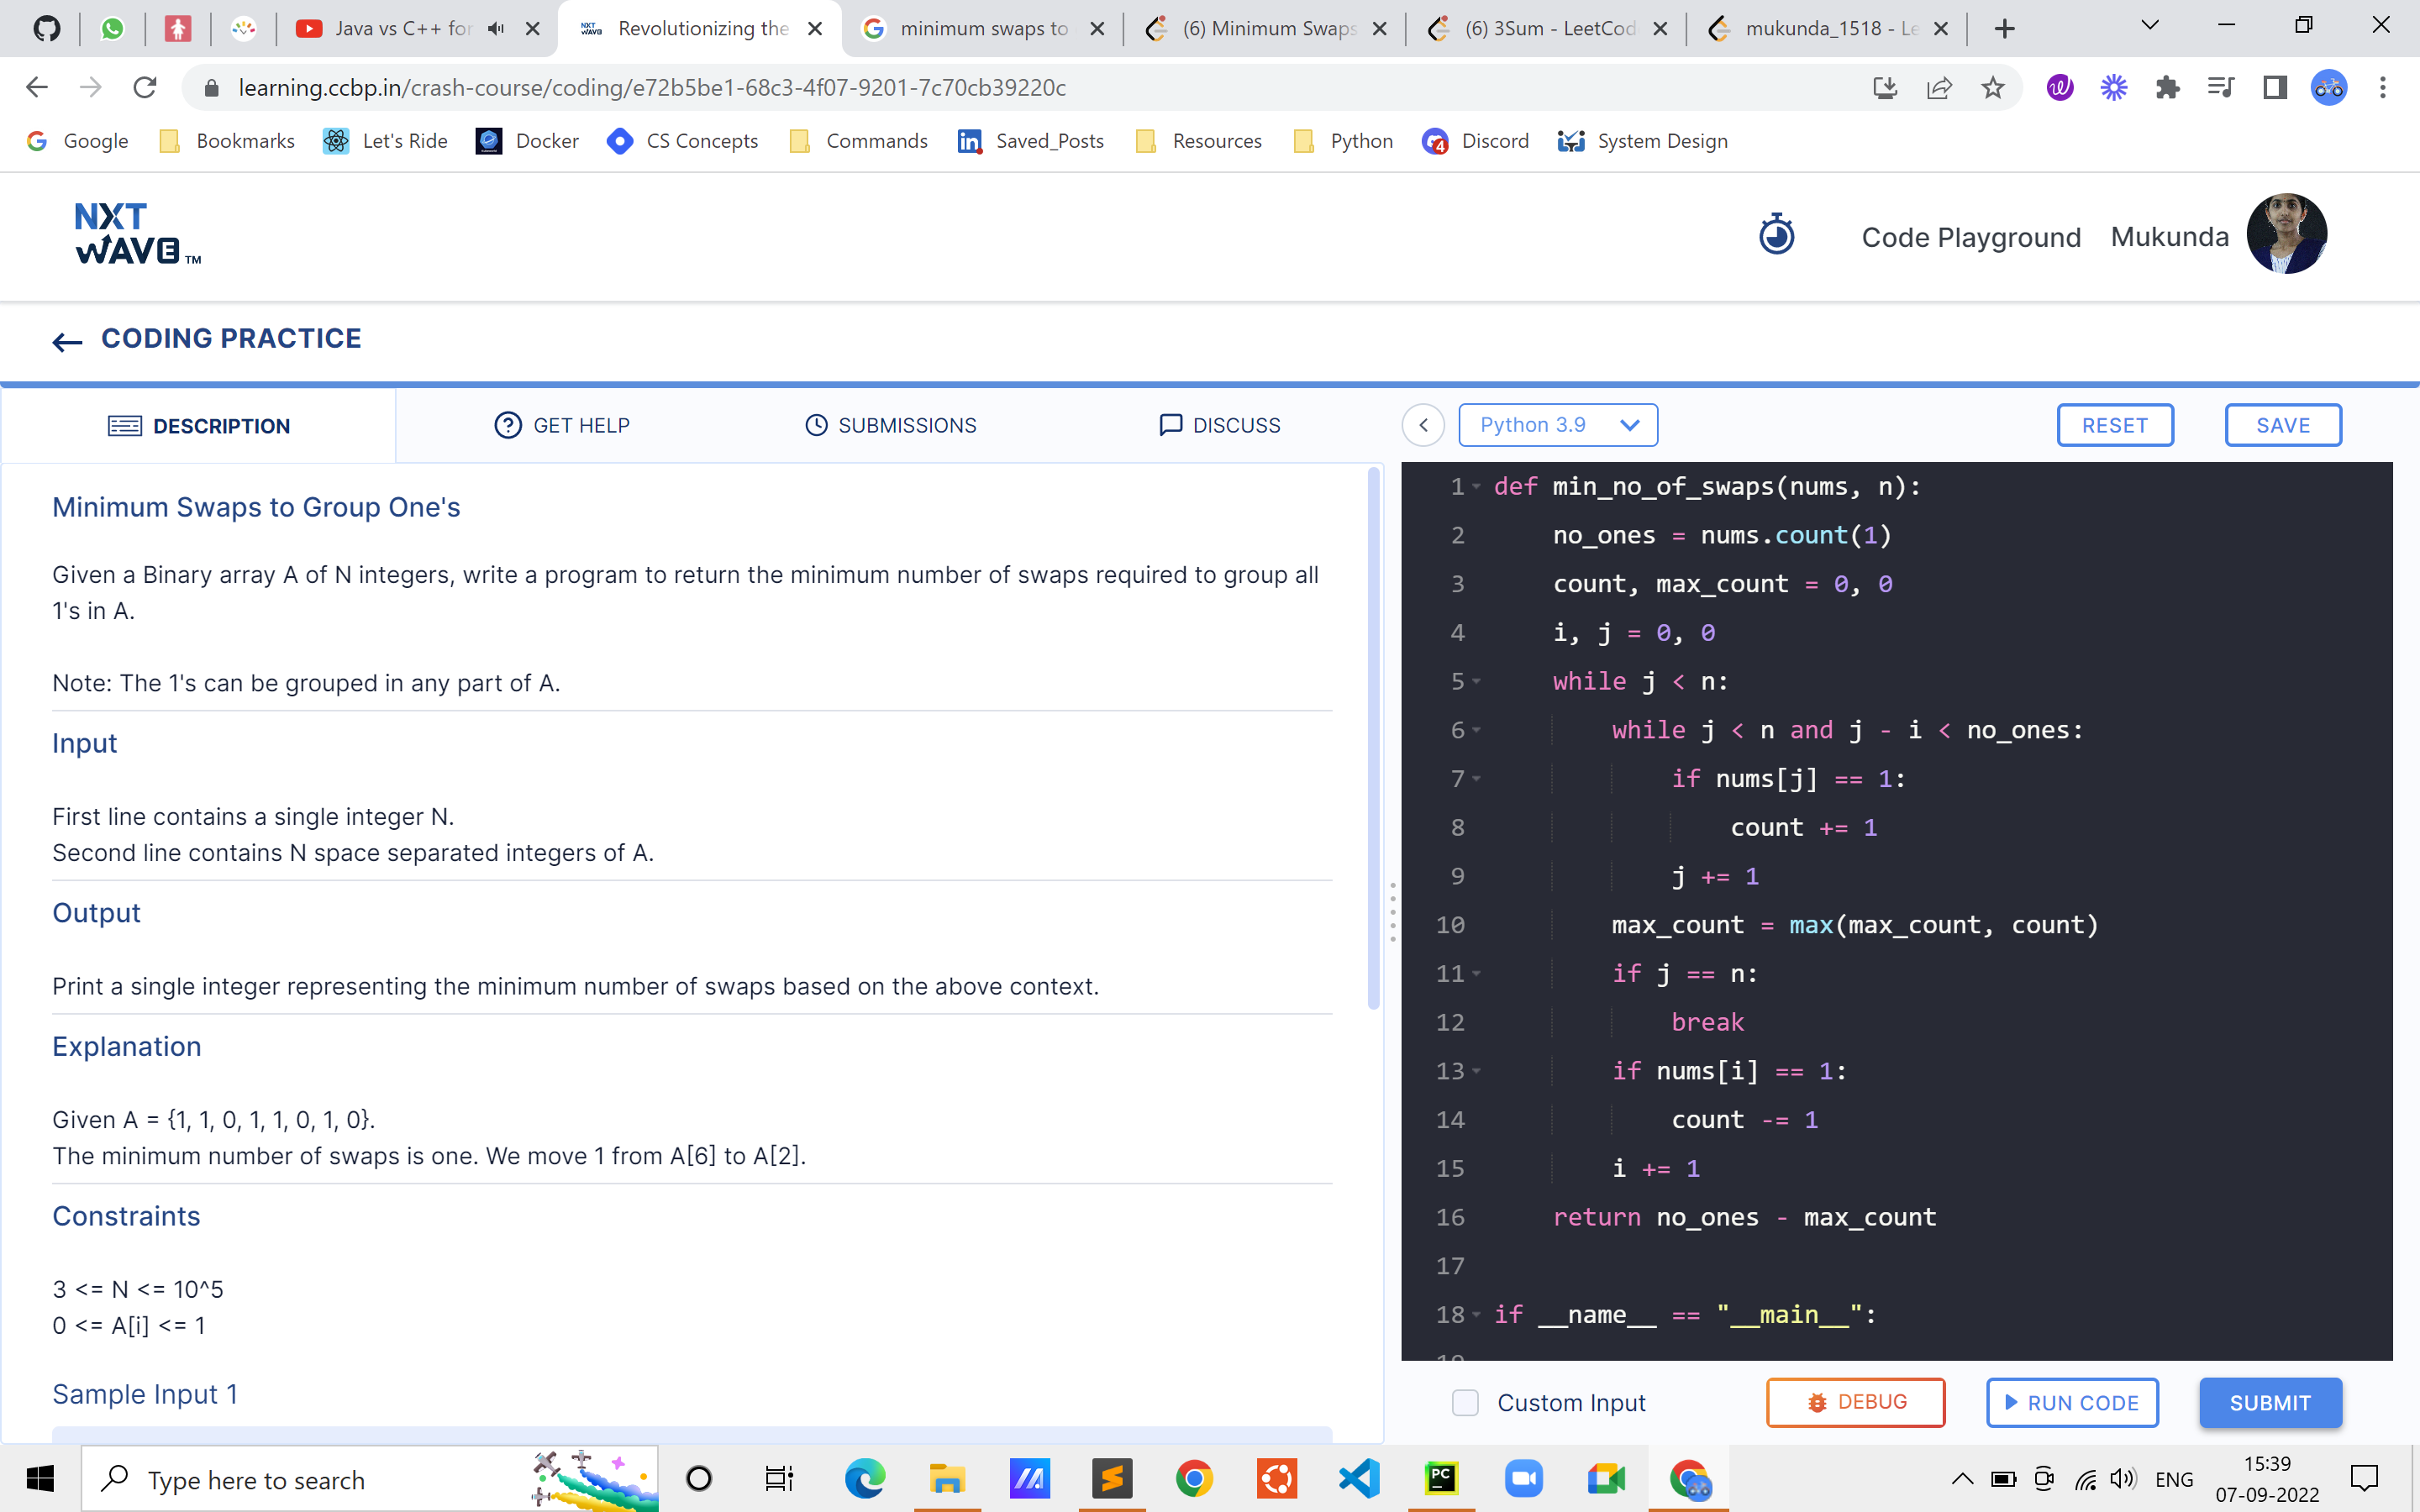 Java vs C++ for
Revolutionizing the
minimum swaps to
(6) Minimum Swaps
(6) 3Sum - LeetCod
mukunda_1518 - Le
learning.ccbp.in/crash-course/coding/e72b5be1-68c3-4f07-9201-7c70cb39220c
Google Bookmarks Let's Ride Docker CS Concepts Commands Saved_Posts Resources Python 4 Discord System Design
NXT
WAVE TM
Code Playground Mukunda
CODING PRACTICE
DESCRIPTION GET HELP SUBMISSIONS DISCUSS
Python 3.9 RESET SAVE
Minimum Swaps to Group One's
Given a Binary array A of N integers, write a program to return the minimum number of swaps required to group all
1's in A.
Note: The 1's can be grouped in any part of A.
Input
First line contains a single integer N.
Second line contains N space separated integers of A.
Output
Print a single integer representing the minimum number of swaps based on the above context.
Explanation
Given A = {1, 1, 0, 1, 1, 0, 1, 0}.
The minimum number of swaps is one. We move 1 from A[6] to A[2].
Constraints
3 <= N <= 10^5
0 <= A[i] <= 1
Sample Input 1
1 def min_no_of_swaps(nums, n):
2 no_ones = nums.count(1)
3 count, max_count = 0, 0
4 i, j = 0, 0
5 while j < n:
6 while j < n and j - i < no_ones:
7 if nums[j] == 1:
8 count += 1
9 j += 1
10 max_count = max(max_count, count)
11 if j == n:
12 break
13 if nums[i] == 1:
14 count -= 1
15 i += 1
16 return no_ones - max_count
17
18 if __name__ == "__main__":
Custom Input DEBUG RUN CODE SUBMIT
Type here to search
PC
ENG
15:39
07-09-2022